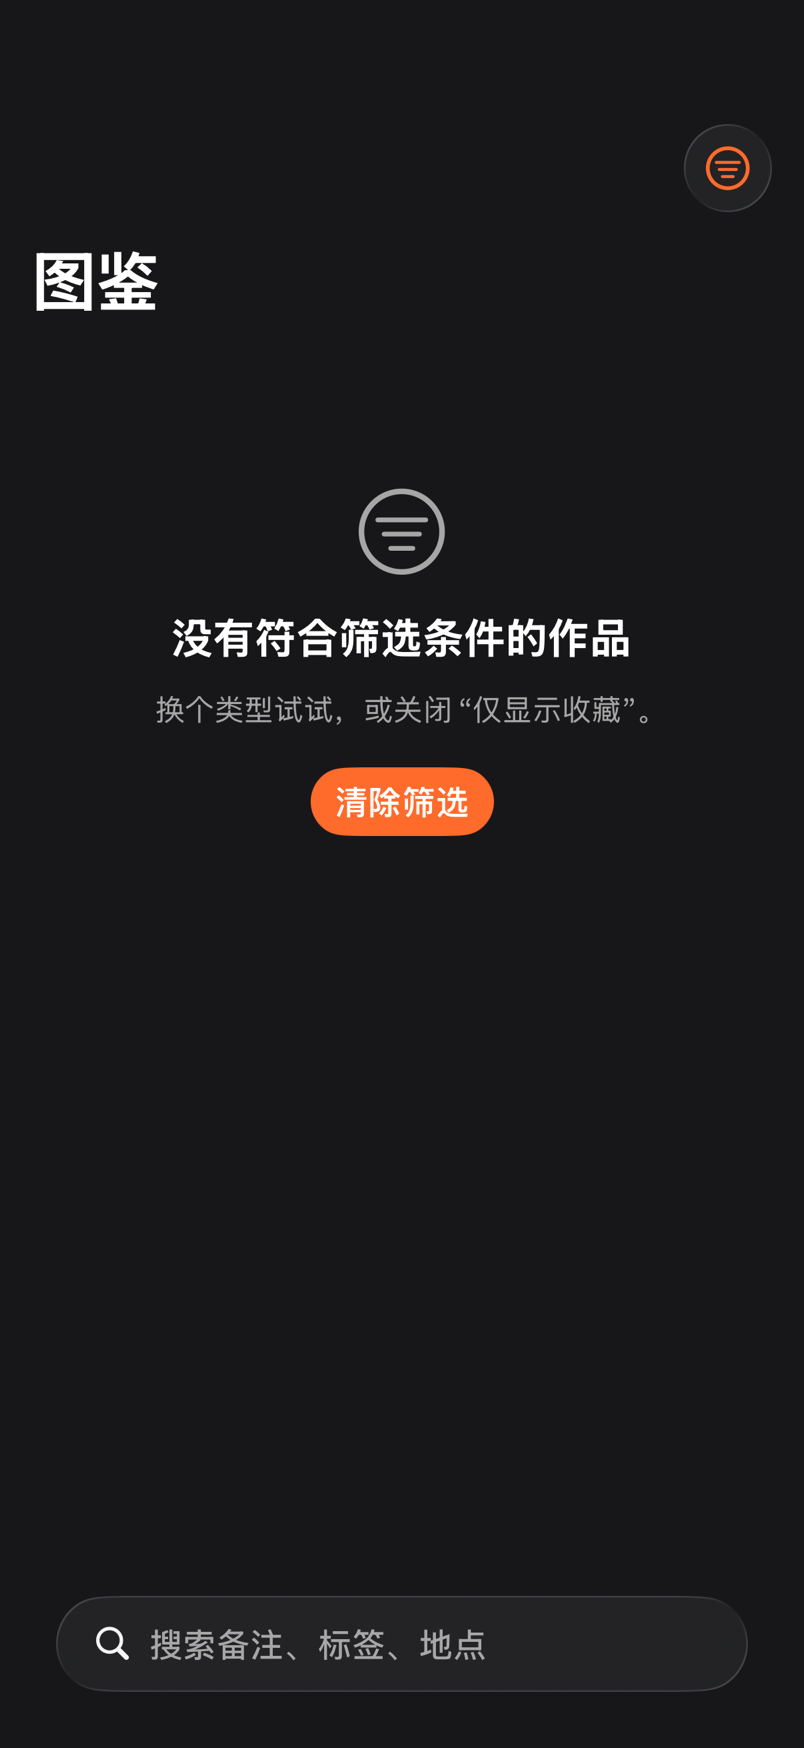 图鉴
没有符合筛选条件的作品
换个类型试试，或关闭“仅显示收藏”。
清除筛选
搜索备注、标签、地点